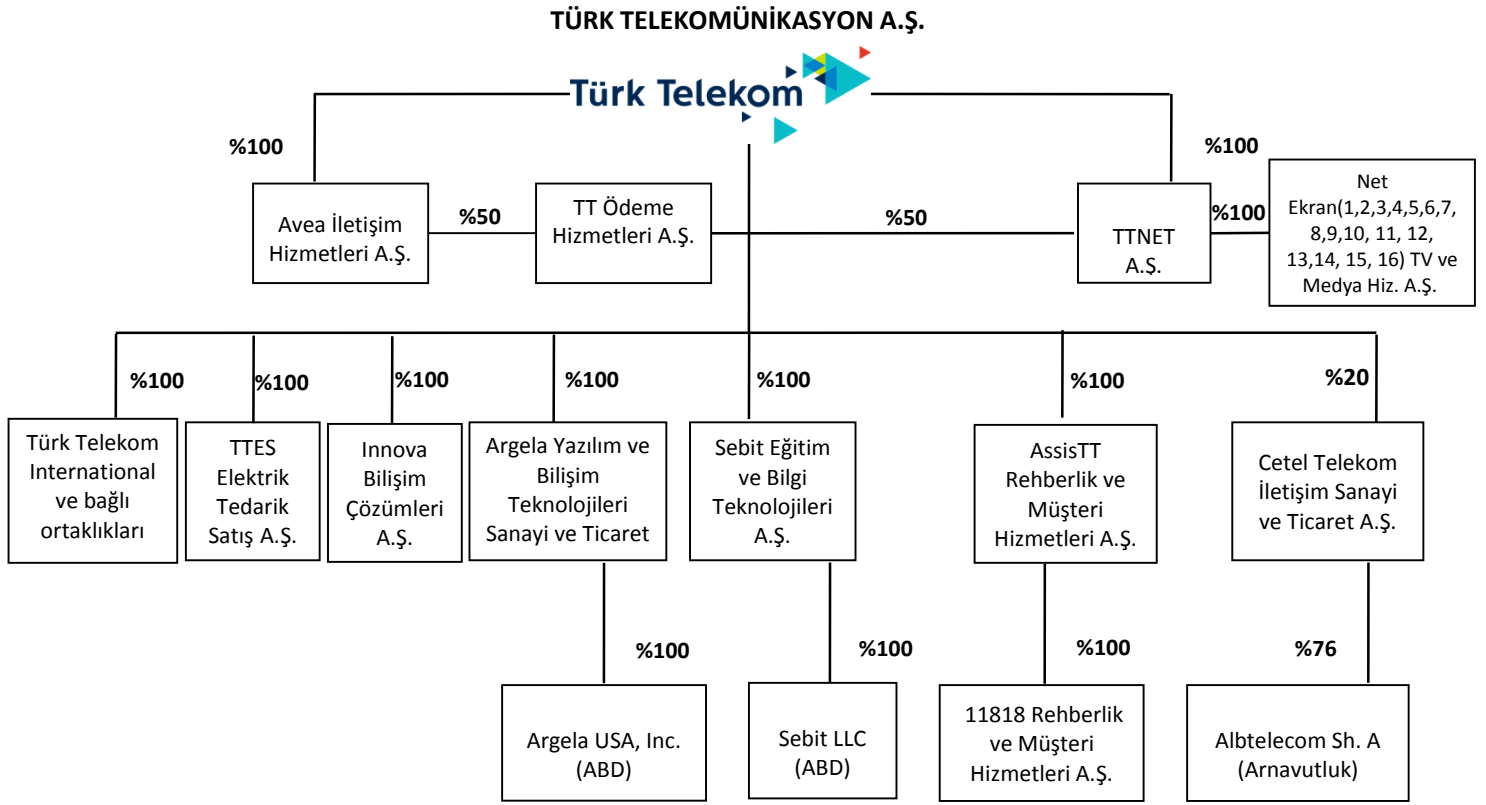 TÜRK TELEKOMÜNİKASYON A.Ş.
Türk Telekom
%100
%100
Avea İletişim
Hizmetleri A.Ş.
%50
TT Ödeme
Hizmetleri A.Ş.
%50
TTNET
A.Ş.
%100
Net
Ekran(1,2,3,4,5,6,7,
8,9,10, 11, 12,
13,14, 15, 16) TV ve
Medya Hiz. A.Ş.
%100
%100
%100
%100
%100
%100
%20
Türk Telekom
International
ve bağlı
ortaklıkları
TTES
Elektrik
Tedarik
Satış A.Ş.
Innova
Bilişim
Çözümleri
A.Ş.
Argela Yazılım ve
Bilişim
Teknolojileri
Sanayi ve Ticaret
Sebit Eğitim
ve Bilgi
Teknolojileri
A.Ş.
AssisTT
Rehberlik ve
Müşteri
Hizmetleri A.Ş.
Cetel Telekom
İletişim Sanayi
ve Ticaret A.Ş.
%100
%100
%100
%76
Argela USA, Inc.
(ABD)
Sebit LLC
(ABD)
11818 Rehberlik
ve Müşteri
Hizmetleri A.Ş.
Albtelecom Sh. A
(Arnavutluk)